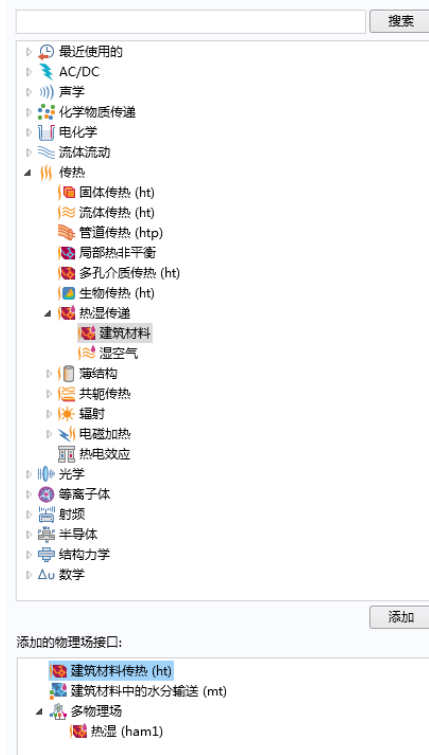 搜索
最近使用的
AC/DC
声学
化学物质传递
电化学
流体流动
传热
固体传热 (ht)
流体传热 (ht)
管道传热 (htp)
局部热非平衡
多孔介质传热 (ht)
生物传热 (ht)
热湿传递
建筑材料
湿空气
薄结构
共轭传热
辐射
电磁加热
热电效应
光学
等离子体
射频
半导体
结构力学
Δu 数学
添加
添加的物理场接口:
建筑材料传热 (ht)
建筑材料中的水分输送 (mt)
多物理场
热湿 (ham1)